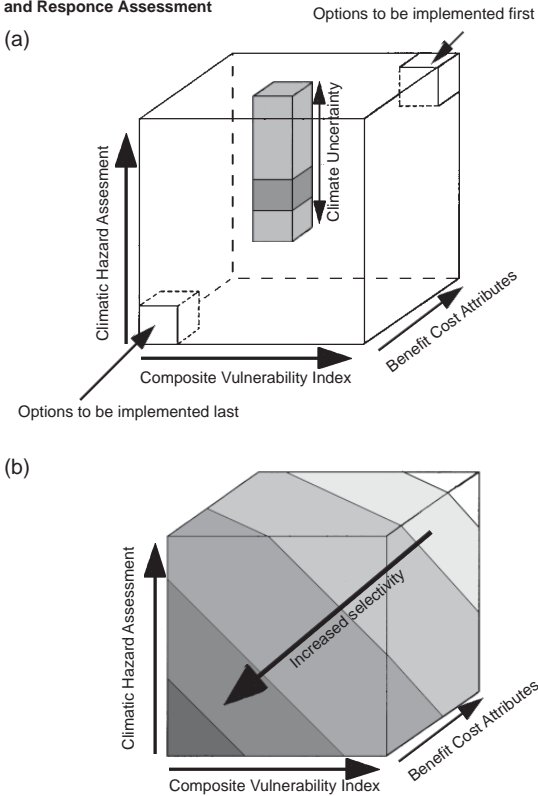 and Responce Assessment
Options to be implemented first
(a)
Climatic Hazard Assesment
Climate Uncertainty
Benefit Cost Attributes
Composite Vulnerability Index
Options to be implemented last
(b)
Climatic Hazard Assessment
Increased selectivity
Benefit Cost Attributes
Composite Vulnerability Index